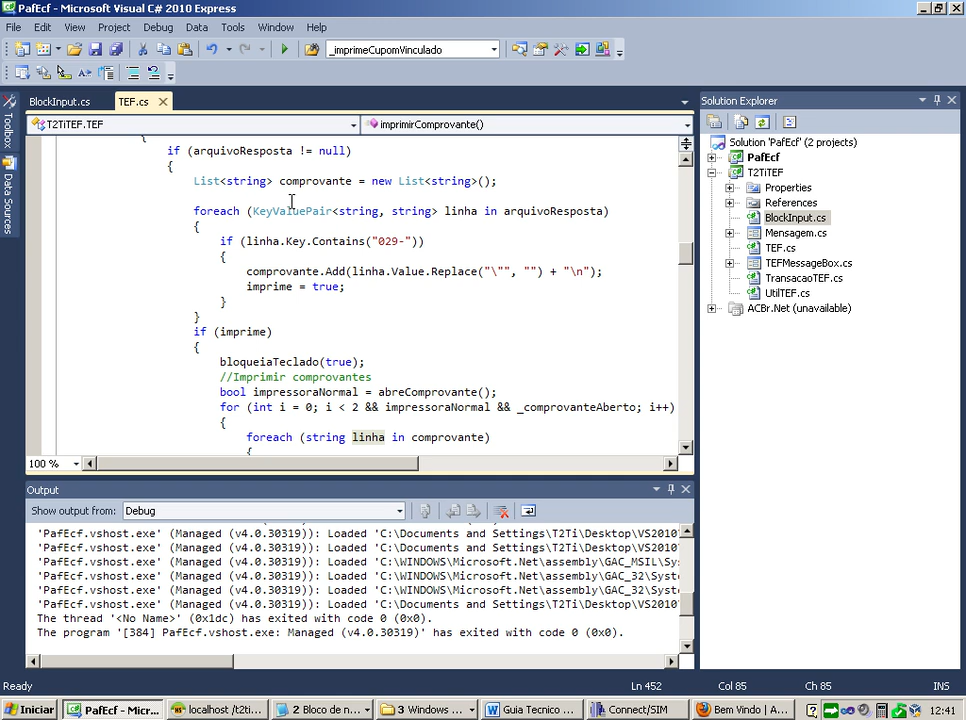 PafEcf - Microsoft Visual C# 2010 Express
File Edit View Project Debug Data Tools Window Help
_imprimeCupomVinculado
BlockInput.cs TEF.cs
T2TiTEF.TEF imprimirComprovante()
{
if (arquivoResposta != null)
{
List<string> comprovante = new List<string>();
foreach (KeyValuePair<string, string> linha in arquivoResposta)
{
if (linha.Key.Contains("029-"))
{
comprovante.Add(linha.Value.Replace("\"", "") + "\n");
imprime = true;
}
}
if (imprime)
{
bloqueiaTeclado(true);
//Imprimir comprovantes
bool impressoraNormal = abreComprovante();
for (int i = 0; i < 2 && impressoraNormal && _comprovanteAberto; i++)
{
foreach (string linha in comprovante)
{
100 %
Toolbox
Data Sources
Solution Explorer
Solution 'PafEcf' (2 projects)
PafEcf
T2TiTEF
Properties
References
BlockInput.cs
Mensagem.cs
TEF.cs
TEFMessageBox.cs
TransacaoTEF.cs
UtilTEF.cs
ACBr.Net (unavailable)
Output
Show output from: Debug
'PafEcf.vshost.exe' (Managed (v4.0.30319)): Loaded 'C:\Documents and Settings\T2Ti\Desktop\VS2010
'PafEcf.vshost.exe' (Managed (v4.0.30319)): Loaded 'C:\Documents and Settings\T2Ti\Desktop\VS2010
'PafEcf.vshost.exe' (Managed (v4.0.30319)): Loaded 'C:\WINDOWS\Microsoft.Net\assembly\GAC_MSIL\Sys
'PafEcf.vshost.exe' (Managed (v4.0.30319)): Loaded 'C:\WINDOWS\Microsoft.Net\assembly\GAC_32\Syste
'PafEcf.vshost.exe' (Managed (v4.0.30319)): Loaded 'C:\WINDOWS\Microsoft.Net\assembly\GAC_32\Syste
'PafEcf.vshost.exe' (Managed (v4.0.30319)): Loaded 'C:\Documents and Settings\T2Ti\Desktop\VS2010
The thread '<No Name>' (0x1dc) has exited with code 0 (0x0).
The program '[384] PafEcf.vshost.exe: Managed (v4.0.30319)' has exited with code 0 (0x0).
Ready Ln 452 Col 85 Ch 85 INS
Iniciar PafEcf - Micr... localhost /t2ti... 2 Bloco de n... 3 Windows ... Guia Tecnico ... Connect/SIM Bem Vindo | A... 12:41